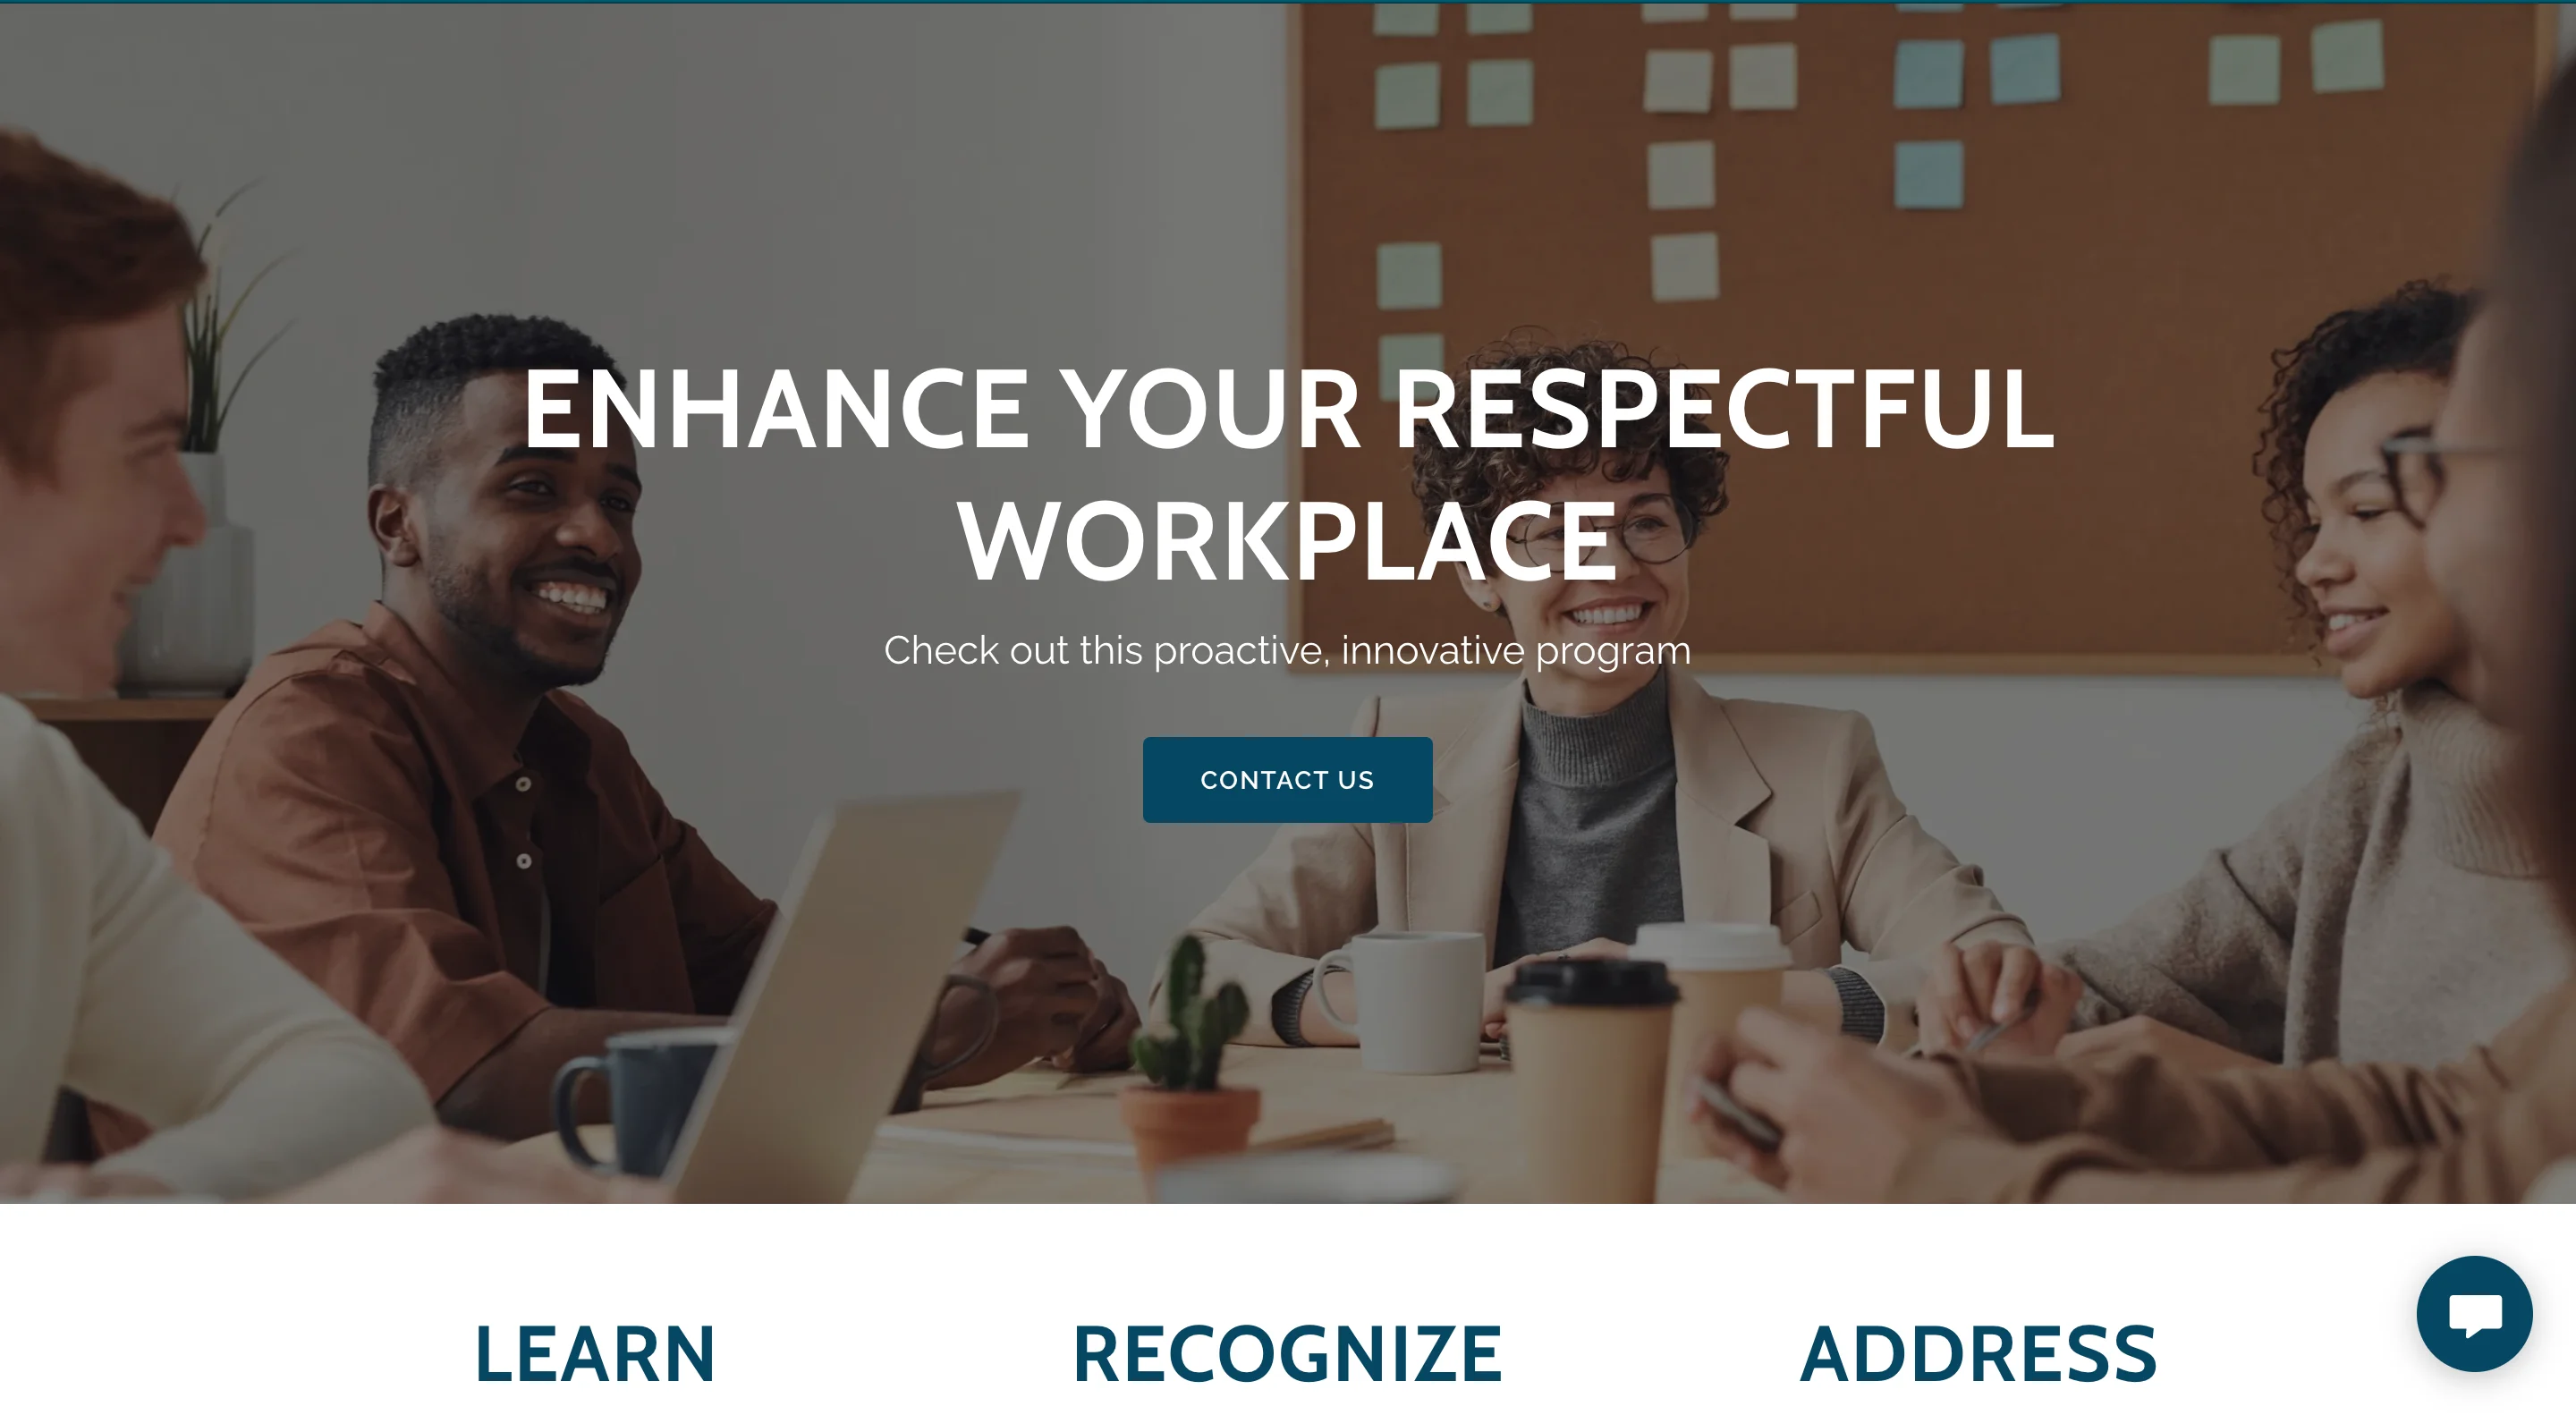 ENHANCE YOUR RESPECTFUL
WORKPLACE
Check out this proactive, innovative program
CONTACT US
LEARN
RECOGNIZE
ADDRESS